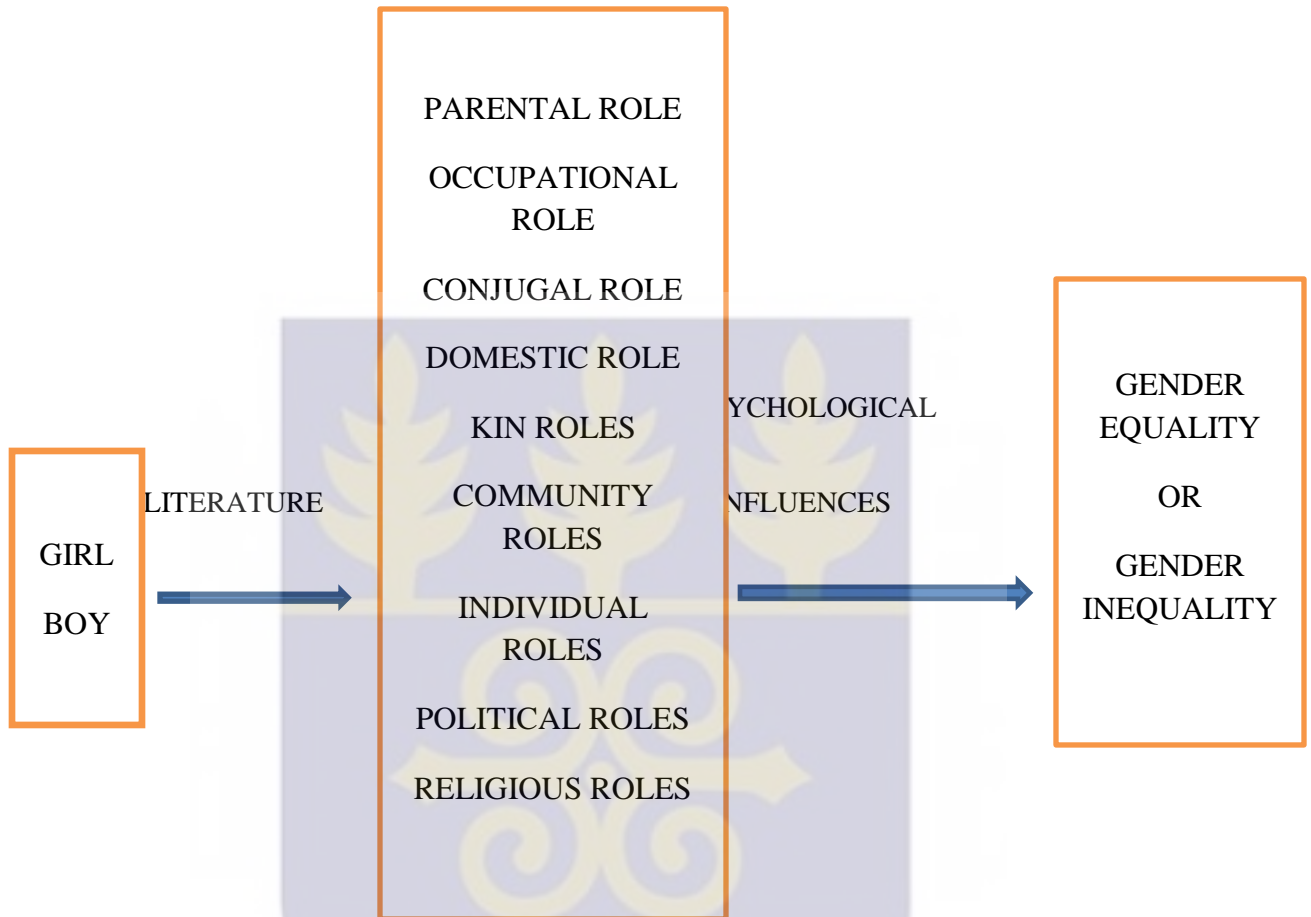 GIRL
BOY
LITERATURE
PARENTAL ROLE
OCCUPATIONAL
ROLE
CONJUGAL ROLE
DOMESTIC ROLE
KIN ROLES
COMMUNITY
ROLES
INDIVIDUAL
ROLES
POLITICAL ROLES
RELIGIOUS ROLES
YCHOLOGICAL
NFLUENCES
GENDER
EQUALITY
OR
GENDER
INEQUALITY